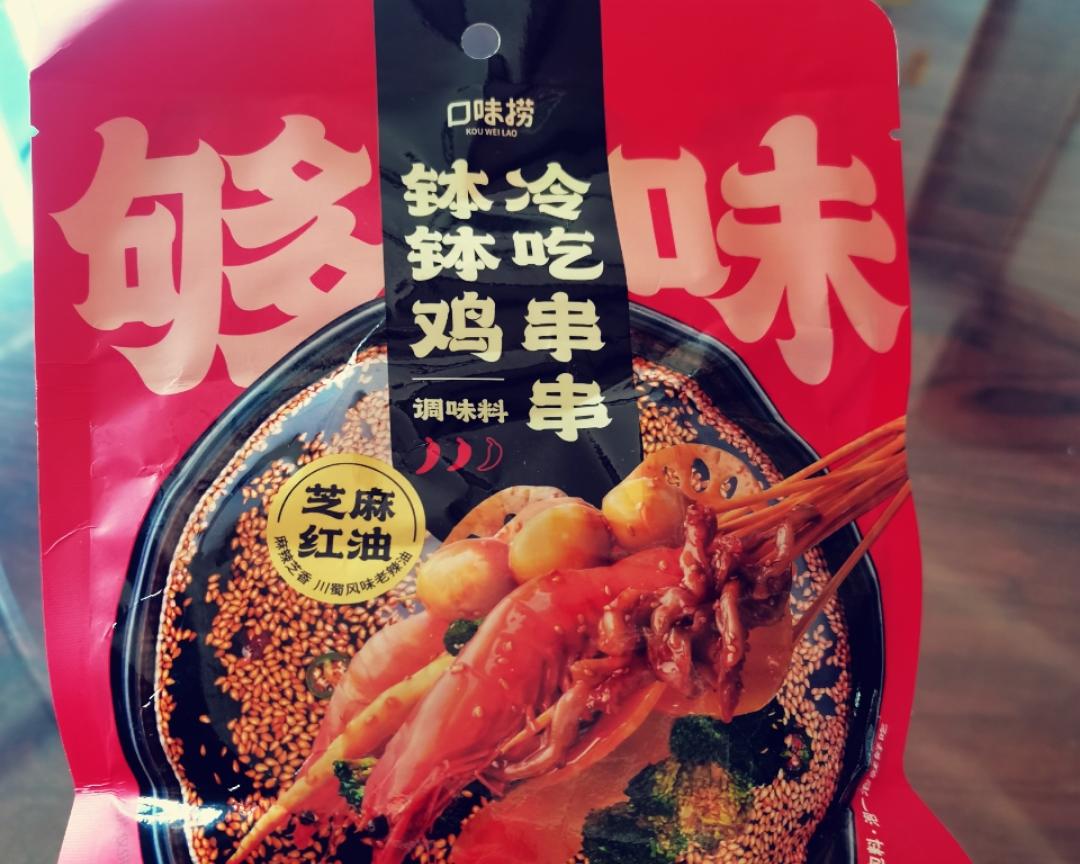 口味捞
KOU WEI LAO
够味
冷吃串串
钵钵鸡
调味料
芝麻
红油
麻辣芝香 川蜀风味老辣油